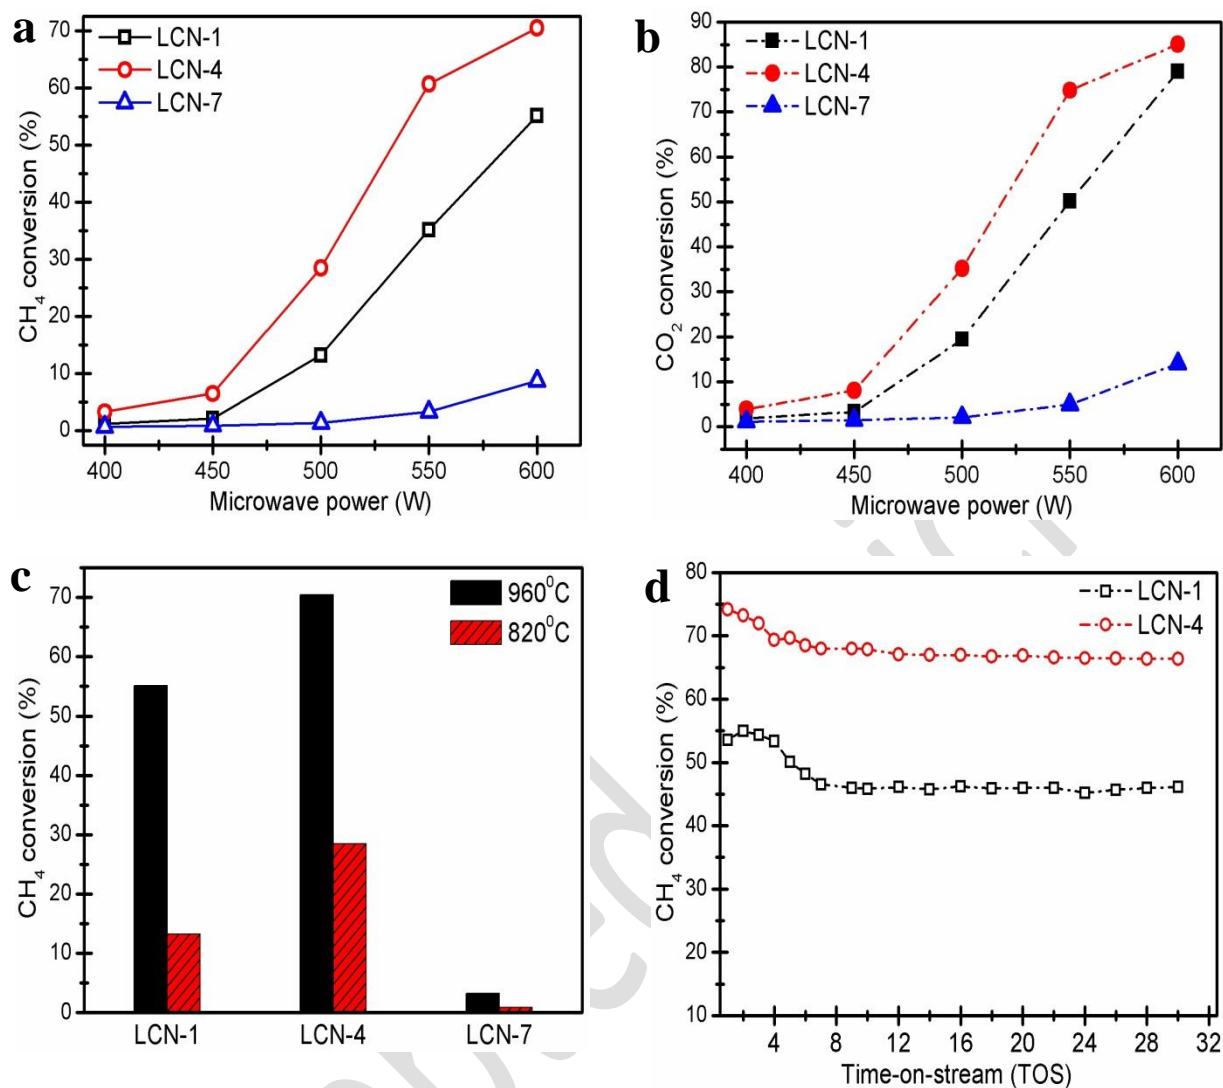 a
LCN-1
LCN-4
LCN-7
70
60
50
40
30
20
10
0
CH₄ conversion (%)
400 450 500 550 600
Microwave power (W)
b
LCN-1
LCN-4
LCN-7
90
80
70
60
50
40
30
20
10
0
CO₂ conversion (%)
400 450 500 550 600
Microwave power (W)
c
960⁰C
820⁰C
70
60
50
40
30
20
10
0
CH₄ conversion (%)
LCN-1 LCN-4 LCN-7
d
LCN-1
LCN-4
80
70
60
50
40
30
20
10
CH₄ conversion (%)
4 8 12 16 20 24 28 32
Time-on-stream (TOS)